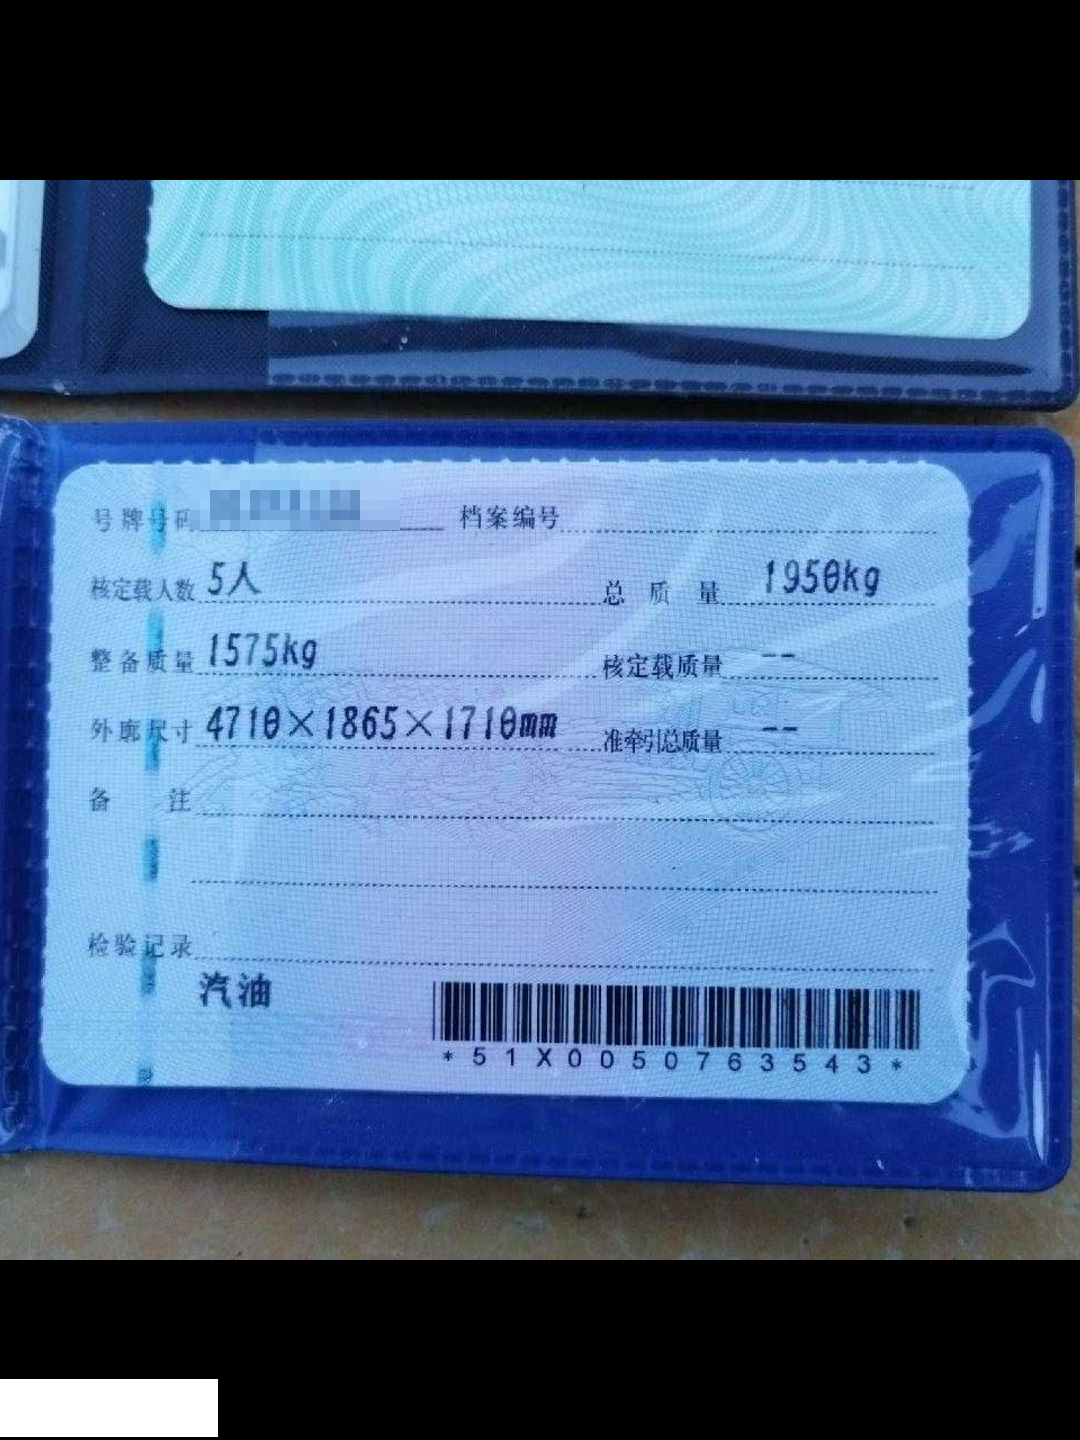 号牌号码 档案编号
核定载人数 5人 总质量 1950kg
整备质量 1575kg 核定载质量 --
外廓尺寸 4710×1865×1710mm 准牵引总质量 --
备注
检验记录
汽油
*51X0050763543*